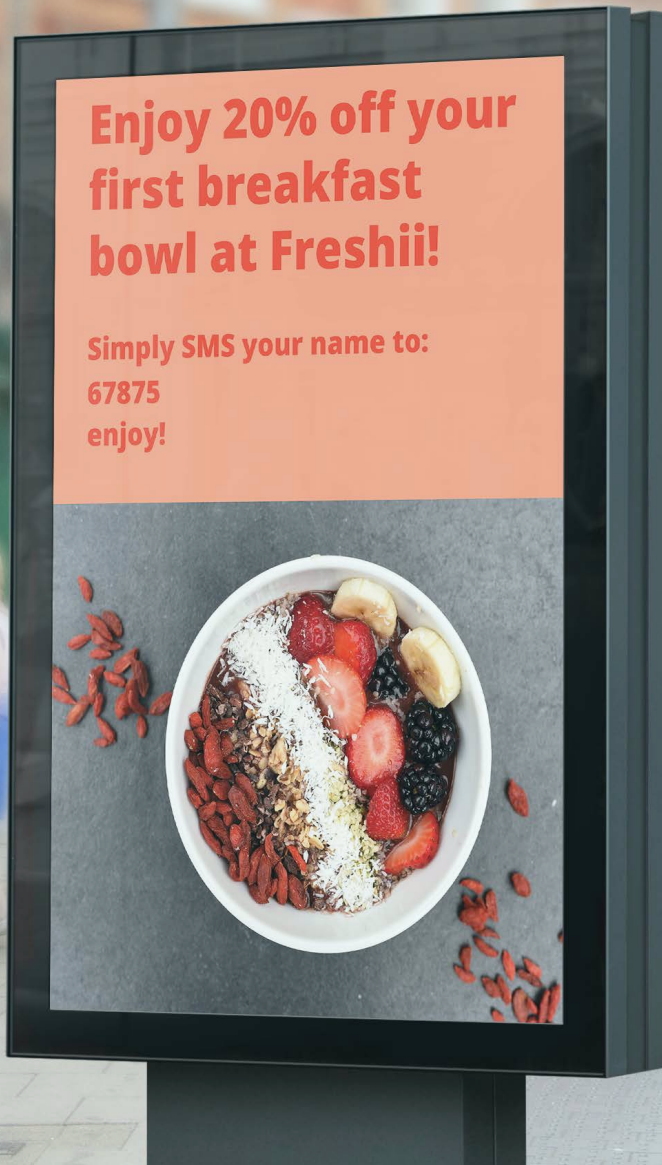 Enjoy 20% off your
first breakfast
bowl at Freshii!
Simply SMS your name to:
67875
enjoy!